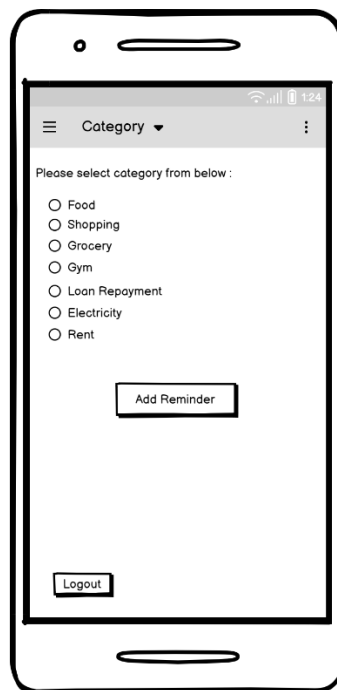 1:24
Category
Please select category from below :
Food
Shopping
Grocery
Gym
Loan Repayment
Electricity
Rent
Add Reminder
Logout